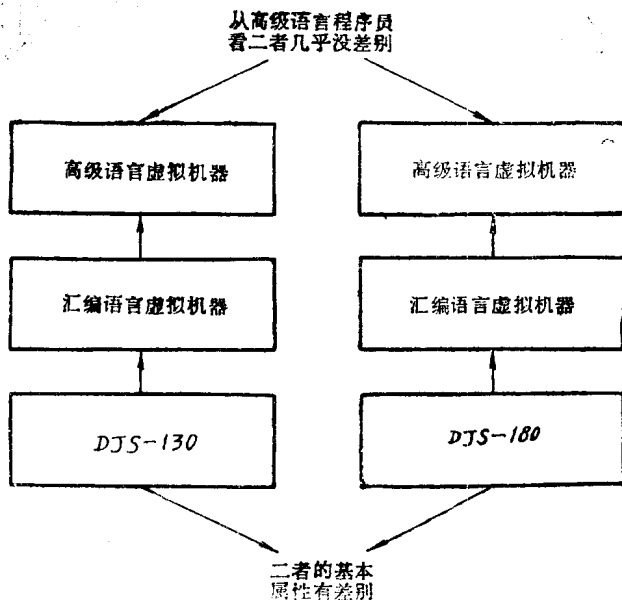 从高级语言程序员
看二者几乎没差别
高级语言虚拟机器
高级语言虚拟机器
汇编语言虚拟机器
汇编语言虚拟机器
DJS-130
DJS-180
二者的基本
属性有差别